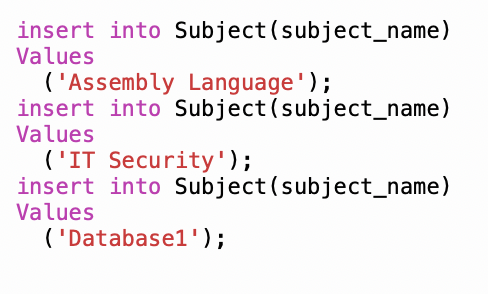 insert into Subject(subject_name)
Values
  ('Assembly Language');
insert into Subject(subject_name)
Values
  ('IT Security');
insert into Subject(subject_name)
Values
  ('Database1');